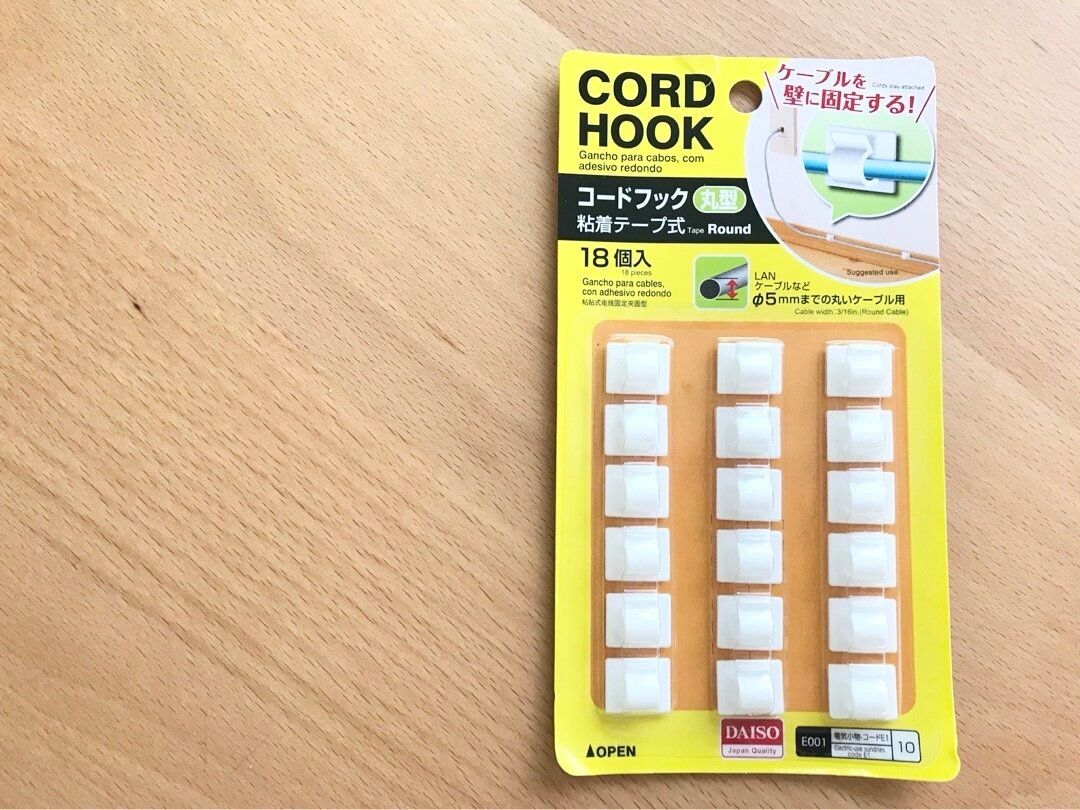 CORD
HOOK
Gancho para cabos, com
adesivo redondo
ケーブルを
壁に固定する!
Cords stay attached
コードフック 丸型
粘着テープ式 Tape Round
18個入
18 pieces
Gancho para cables,
con adhesivo redondo
粘貼式电线固定夹圆型
LAN
ケーブルなど
φ5mmまでの丸いケーブル用
Cable width: 3/16in.(Round Cable)
Suggested use.
OPEN
DAISO
Japan Quality
E001
電気小物・コードE1
Electric-use sundries
code E1
10